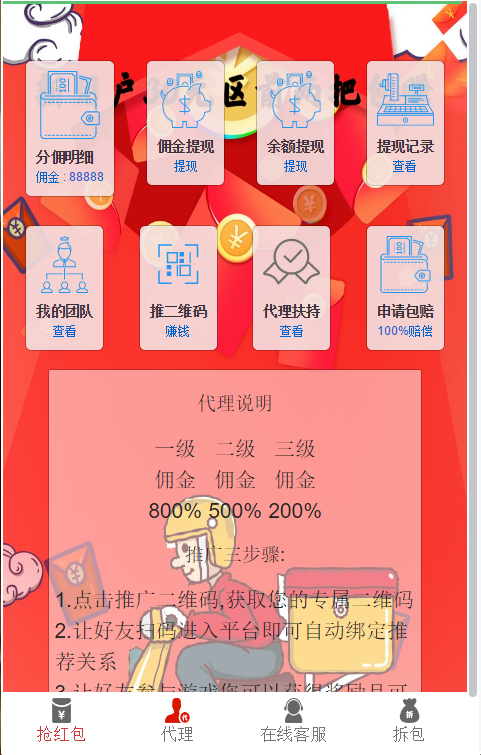 分佣明细
佣金 : 88888
佣金提现
提现
余额提现
提现
提现记录
查看
我的团队
查看
推二维码
赚钱
代理扶持
查看
申请包赔
100%赔偿
代理说明
一级 二级 三级
佣金 佣金 佣金
800% 500% 200%
推广三步骤:
1.点击推广二维码,获取您的专属二维码
2.让好友扫码进入平台即可自动绑定推
荐关系
3.让好友参与游戏您可以获得奖励且可
抢红包
代理
在线客服
拆包